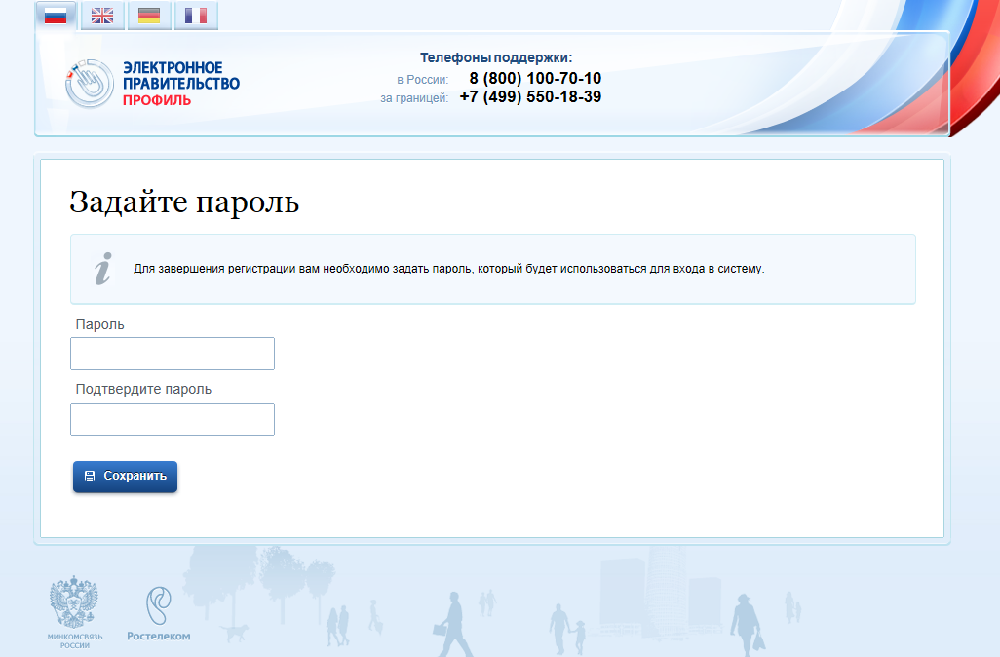 Телефоны поддержки:
ЭЛЕКТРОННОЕ
ПРАВИТЕЛЬСТВО
ПРОФИЛЬ
в России: 8 (800) 100-70-10
за границей: +7 (499) 550-18-39
Задайте пароль
Для завершения регистрации вам необходимо задать пароль, который будет использоваться для входа в систему.
Пароль
Подтвердите пароль
Сохранить
МИНКОМСВЯЗЬ
РОССИИ
Ростелеком